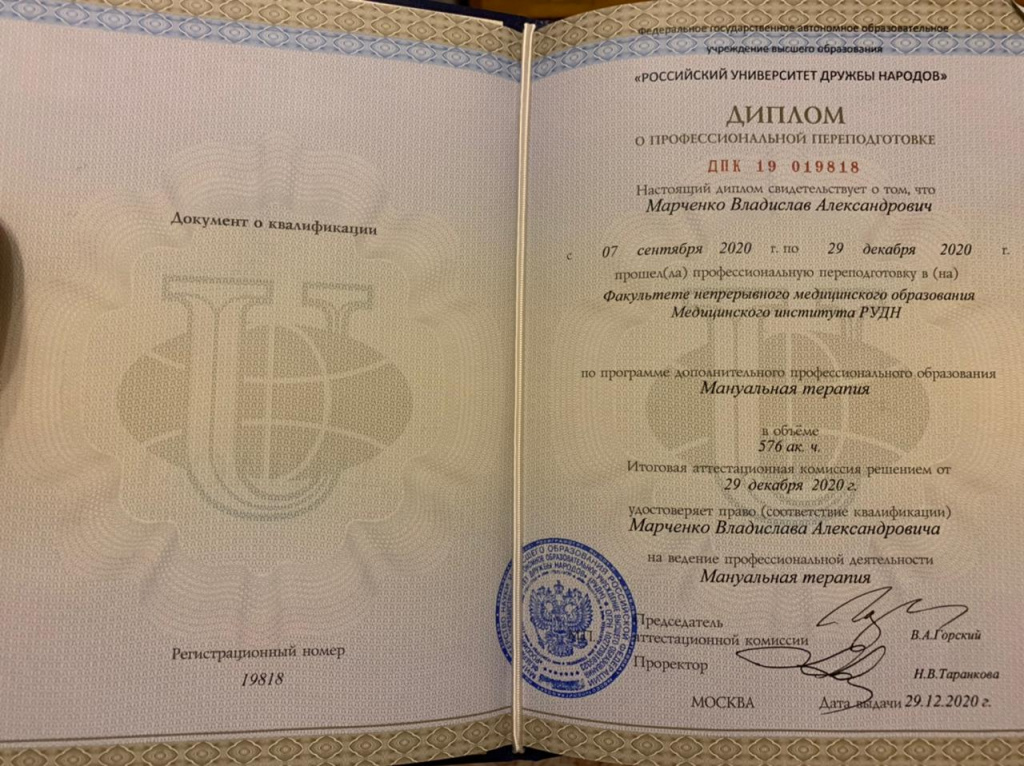 Документ о квалификации
Регистрационный номер
19818
Федеральное государственное автономное образовательное
учреждение высшего образования
«РОССИЙСКИЙ УНИВЕРСИТЕТ ДРУЖБЫ НАРОДОВ»
ДИПЛОМ
О ПРОФЕССИОНАЛЬНОЙ ПЕРЕПОДГОТОВКЕ
ДПК 19 019818
Настоящий диплом свидетельствует о том, что
Марченко Владислав Александрович
с 07 сентября 2020 г. по 29 декабря 2020 г.
прошел(ла) профессиональную переподготовку в (на)
Факультете непрерывного медицинского образования
Медицинского института РУДН
по программе дополнительного профессионального образования
Мануальная терапия
в объёме
576 ак. ч.
Итоговая аттестационная комиссия решением от
29 декабря 2020 г.
удостоверяет право (соответствие квалификации)
Марченко Владислава Александровича
на ведение профессиональной деятельности
Мануальная терапия
Председатель
аттестационной комиссии В.А.Горский
Проректор Н.В.Таранкова
МОСКВА Дата выдачи 29.12.2020 г.